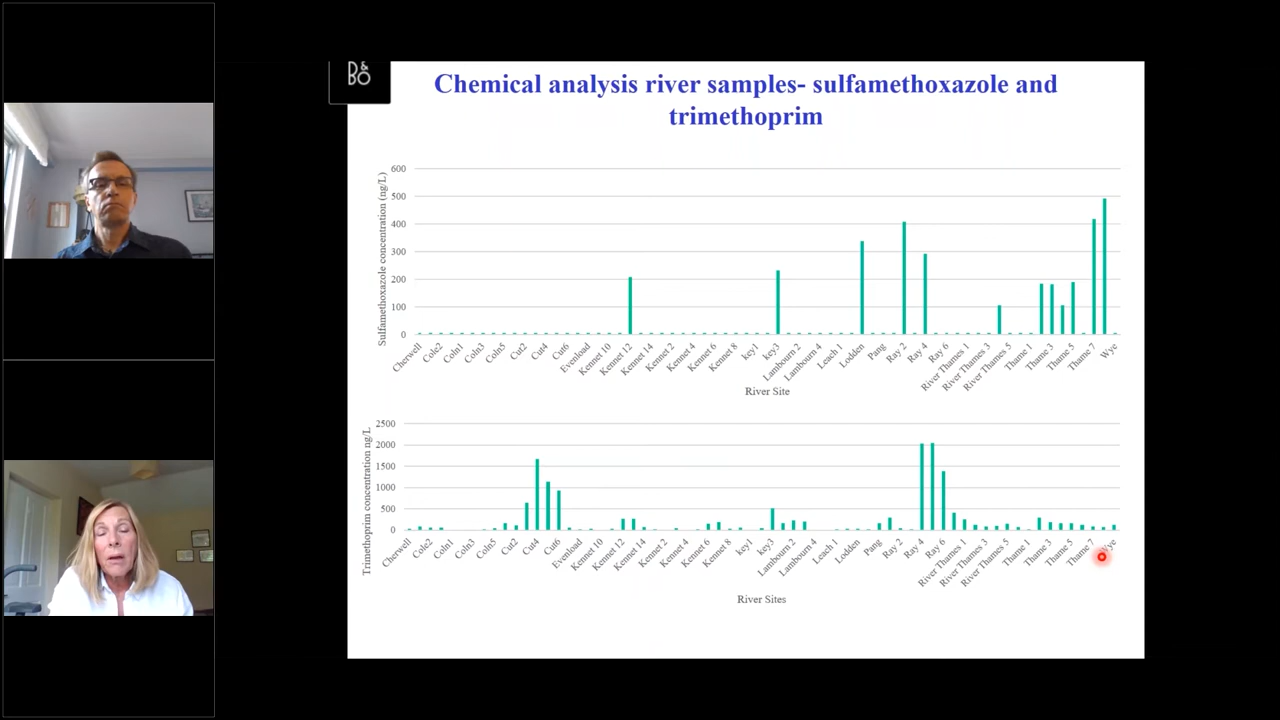 B&
BO
Chemical analysis river samples- sulfamethoxazole and
trimethoprim
Sulfamethoxazole concentration (ng/L)
600
500
400
300
200
100
0
Cherwell
Cole2
Coln1
Coln3
Coln5
Cut2
Cut4
Cut6
Evenload
Kennet 10
Kennet 12
Kennet 14
Kennet 2
Kennet 4
Kennet 6
Kennet 8
key1
key3
Lambourn 2
Lambourn 4
Leach 1
Lodden
Pang
Ray 2
Ray 4
Ray 6
River Thames 1
River Thames 3
River Thames 5
Thame 1
Thame 3
Thame 5
Thame 7
Wye
River Site
Trimethoprim concentration ng/L
2500
2000
1500
1000
500
0
Cherwell
Cole2
Coln1
Coln3
Coln5
Cut2
Cut4
Cut6
Evenload
Kennet 10
Kennet 12
Kennet 14
Kennet 2
Kennet 4
Kennet 6
Kennet 8
key1
key3
Lambourn 2
Lambourn 4
Leach 1
Lodden
Pang
Ray 2
Ray 4
Ray 6
River Thames 1
River Thames 3
River Thames 5
Thame 1
Thame 3
Thame 5
Thame 7
Wye
River Sites